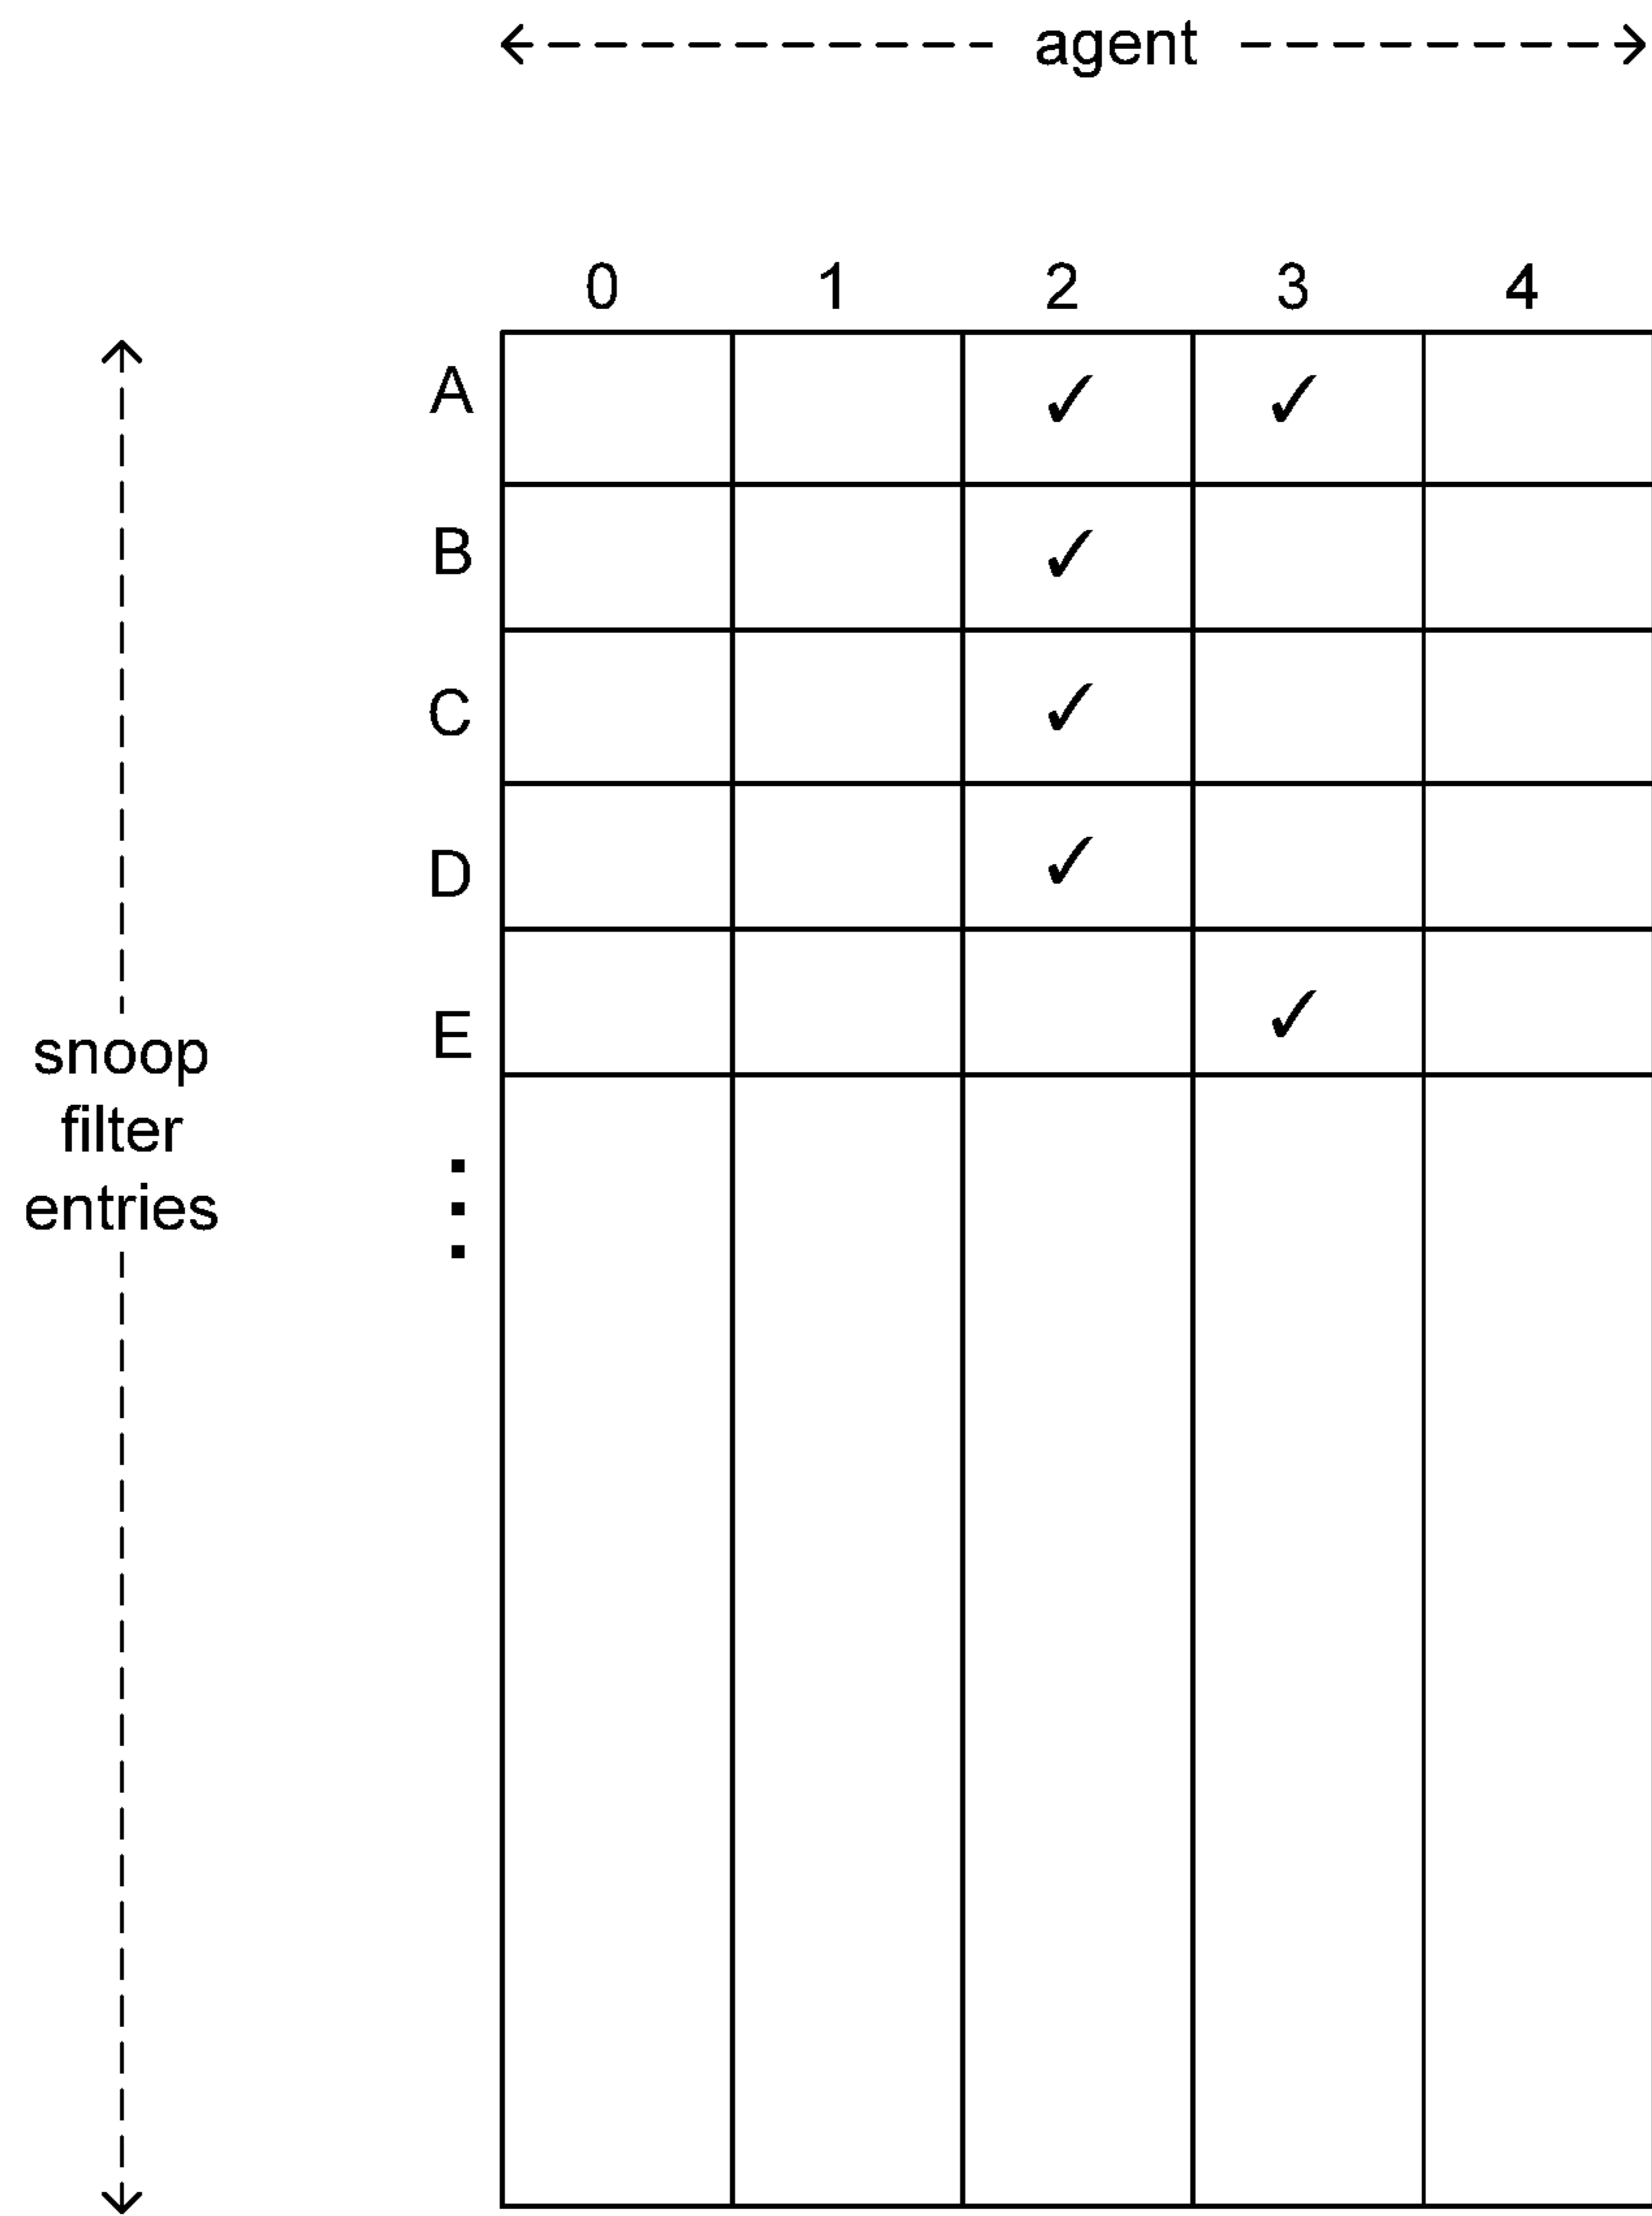 agent
0 1 2 3 4
A ✓ ✓
B ✓
C ✓
D ✓
E ✓
snoop
filter
entries